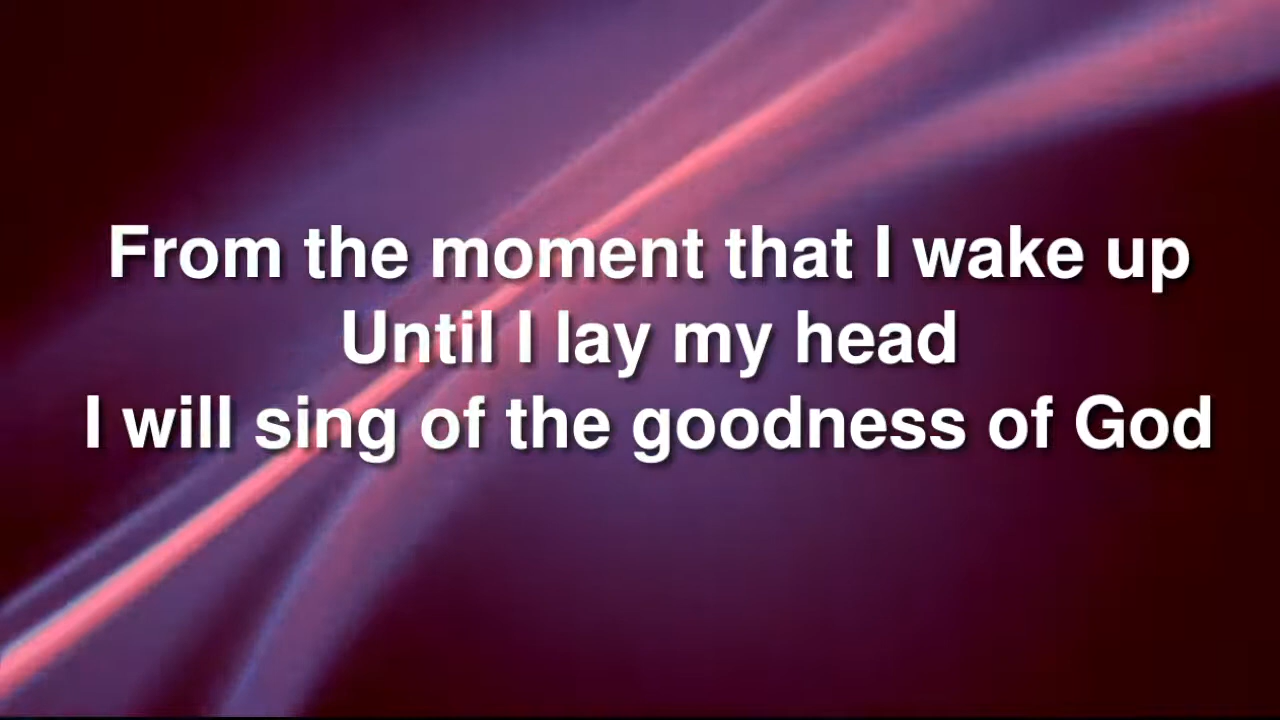 From the moment that I wake up
Until I lay my head
I will sing of the goodness of God